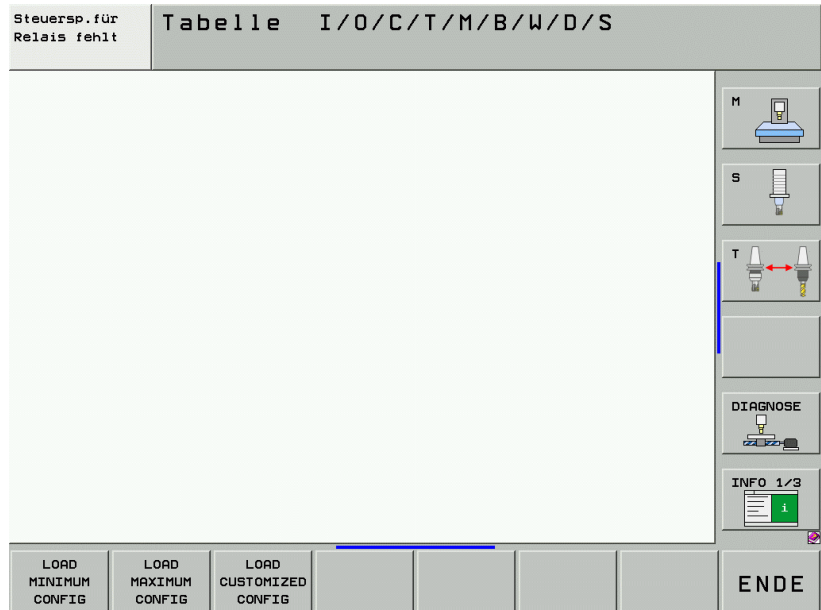 Steuersp.für
Relais fehlt
Tabelle I/O/C/T/M/B/W/D/S
M
S
T
DIAGNOSE
INFO 1/3
i
LOAD
MINIMUM
CONFIG
LOAD
MAXIMUM
CONFIG
LOAD
CUSTOMIZED
CONFIG
ENDE